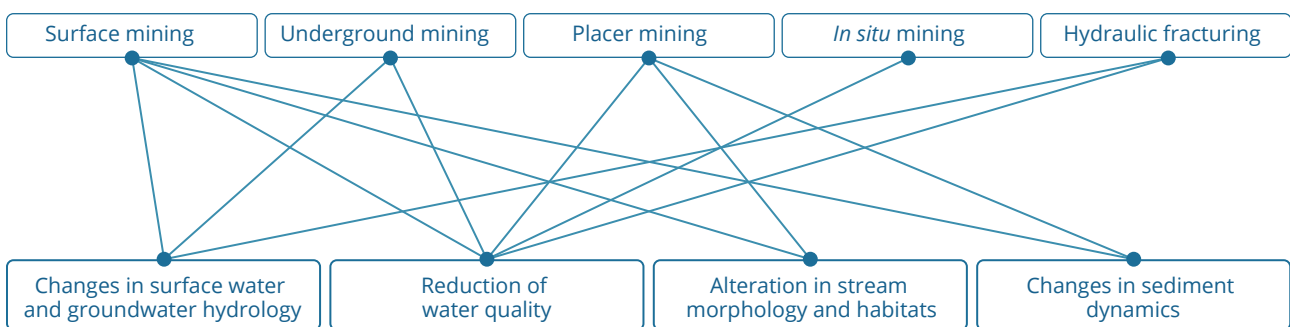 Surface mining
Underground mining
Placer mining
In situ mining
Hydraulic fracturing
Changes in surface water
and groundwater hydrology
Reduction of
water quality
Alteration in stream
morphology and habitats
Changes in sediment
dynamics